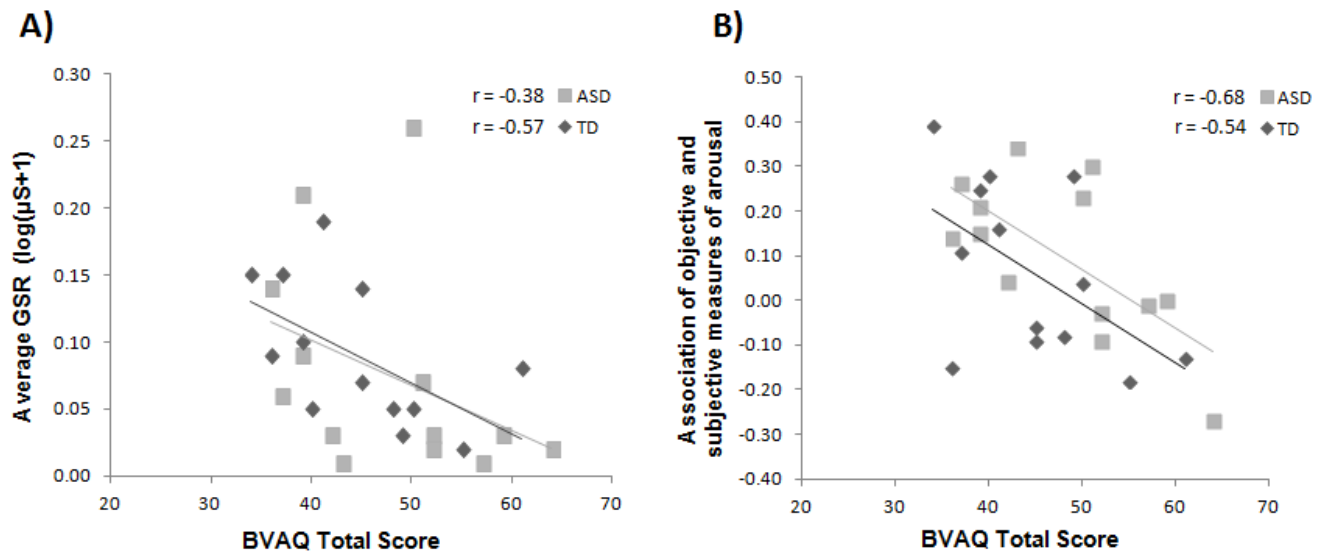 A)
0.30
0.25
0.20
0.15
0.10
0.05
0.00
Average GSR (log(µS+1)
r = -0.38 ASD
r = -0.57 TD
20 30 40 50 60 70
BVAQ Total Score
B)
0.50
0.40
0.30
0.20
0.10
0.00
-0.10
-0.20
-0.30
-0.40
Association of objective and
subjective measures of arousal
r = -0.68 ASD
r = -0.54 TD
20 30 40 50 60 70
BVAQ Total Score